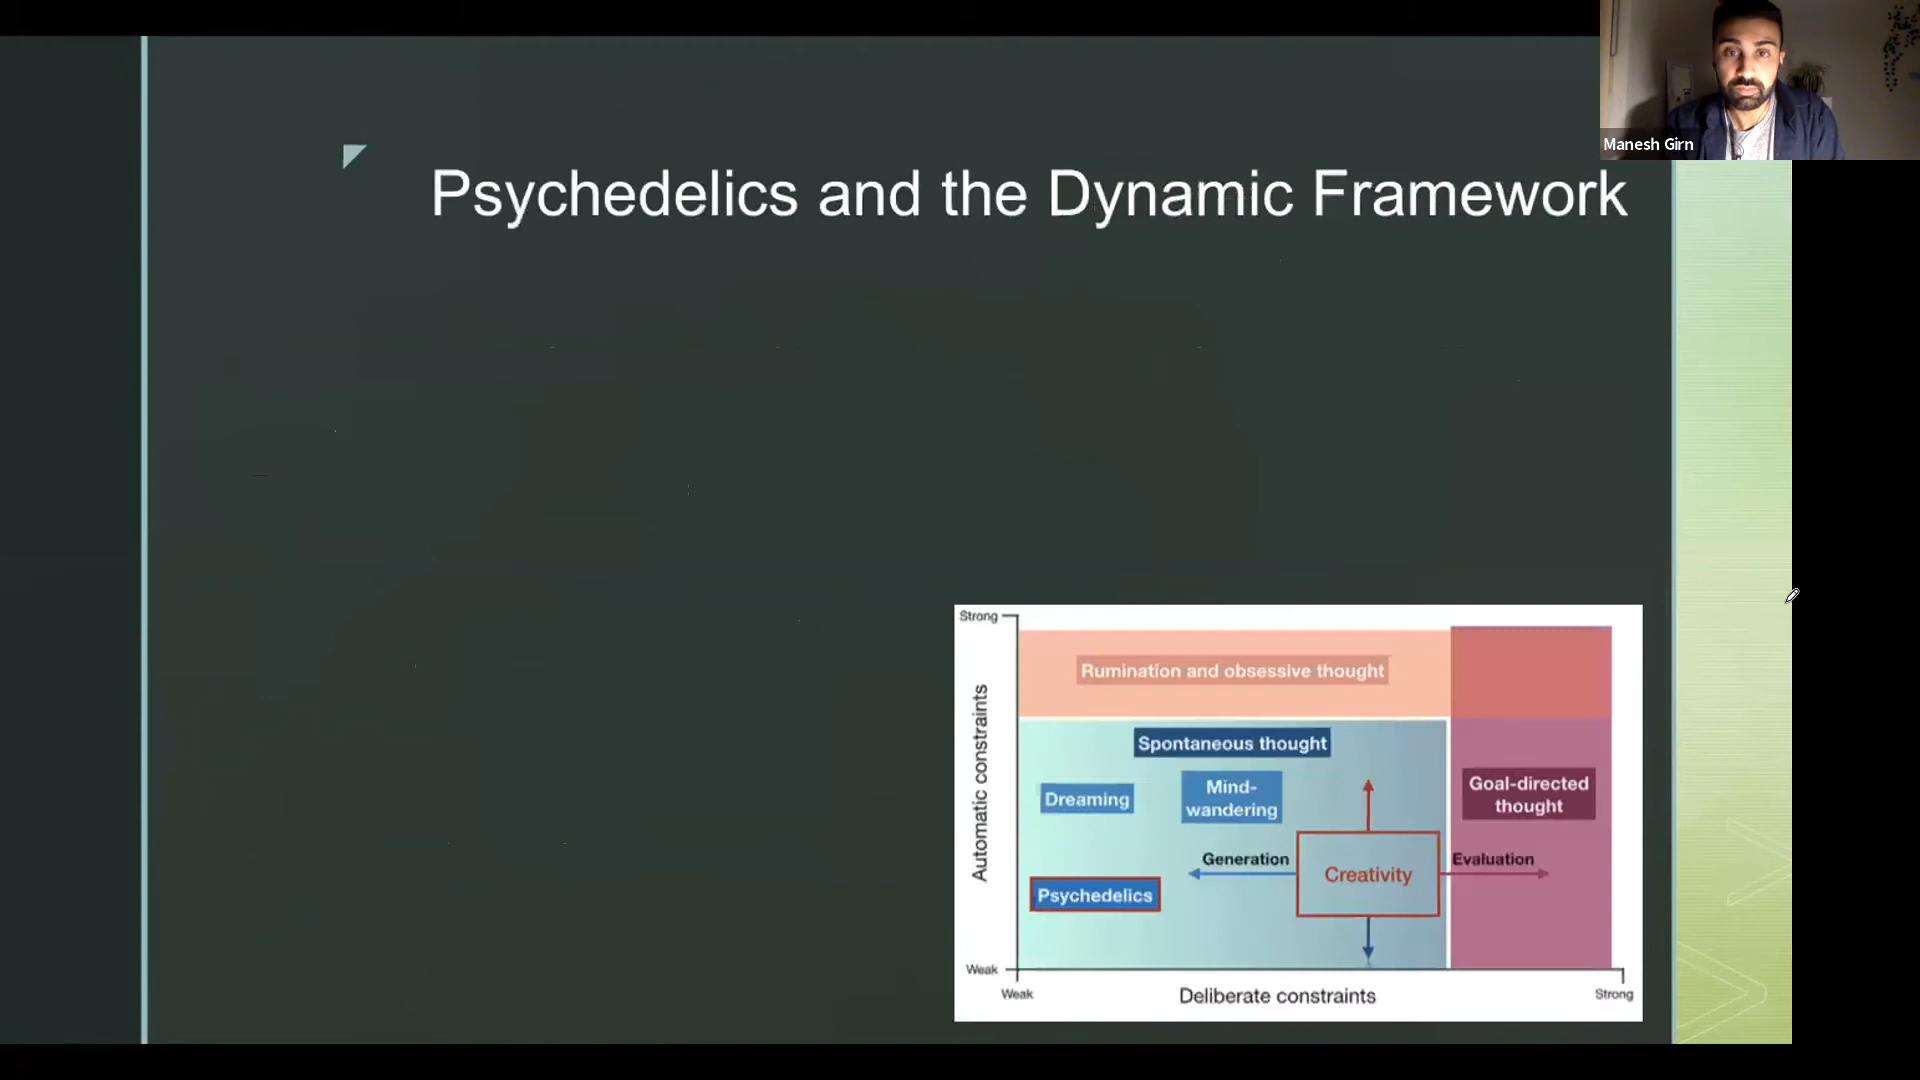 Manesh Girn
Psychedelics and the Dynamic Framework
Strong
Automatic constraints
Rumination and obsessive thought
Spontaneous thought
Dreaming
Mind-
wandering
Goal-directed
thought
Generation
Creativity
Evaluation
Psychedelics
Weak
Weak
Deliberate constraints
Strong